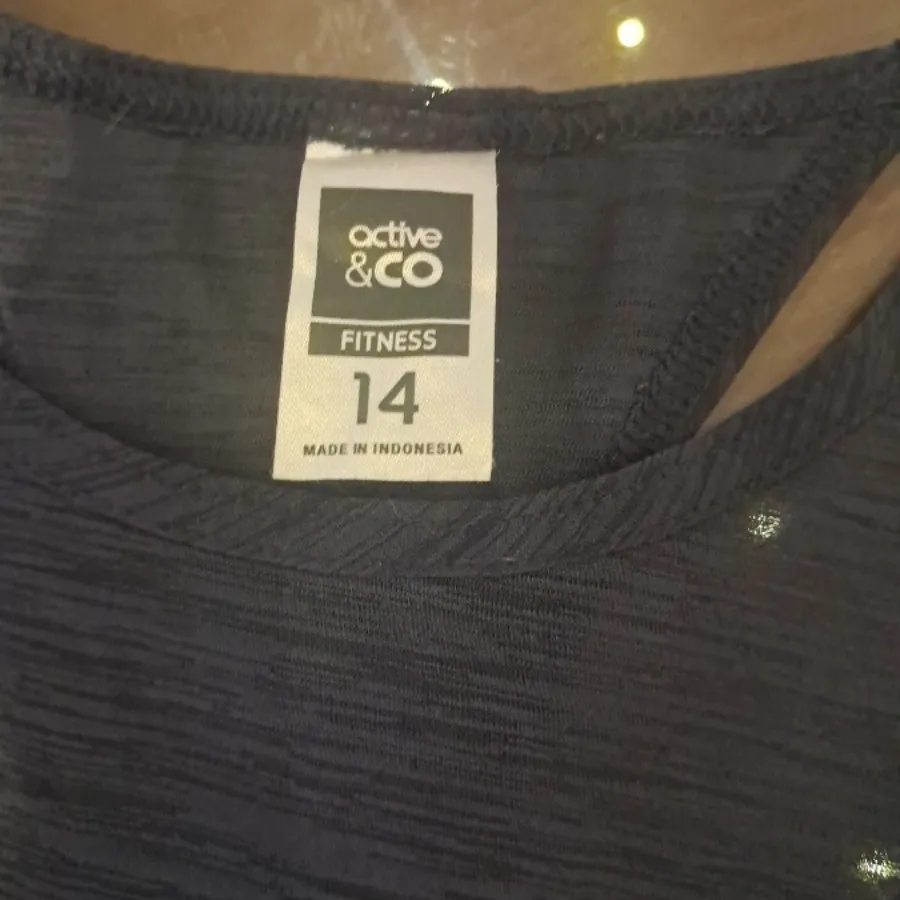 active
&CO
FITNESS
14
MADE IN INDONESIA